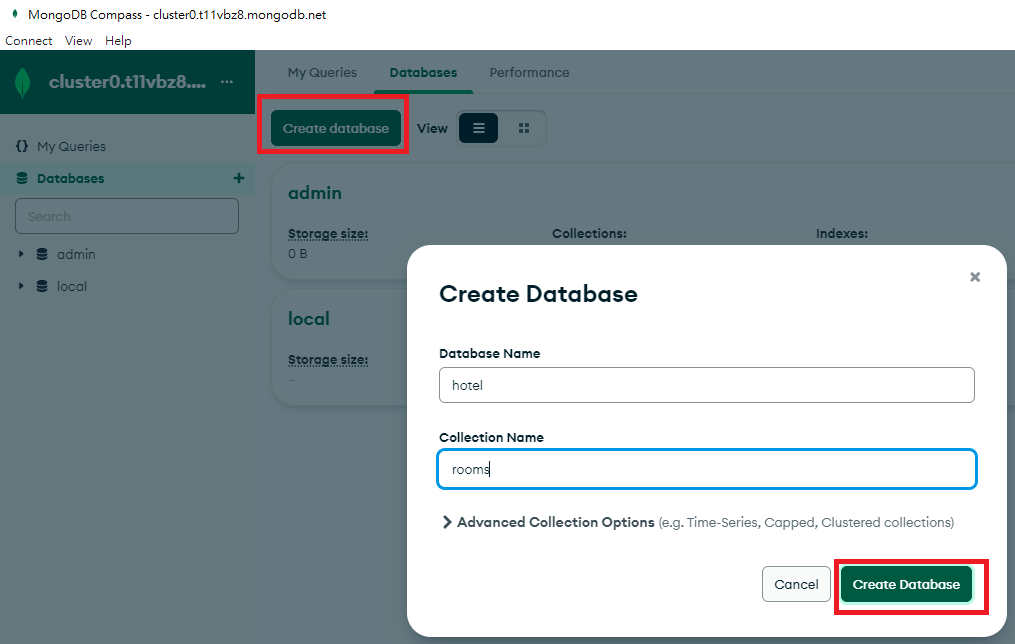 MongoDB Compass - cluster0.t11vbz8.mongodb.net
Connect View Help
cluster0.t11vbz8.... ...
My Queries Databases Performance
Create database View
{} My Queries
Databases +
Search
admin
local
admin
Storage size: Collections: Indexes:
0 B
local
Storage size:
–
Create Database
Database Name
hotel
Collection Name
rooms
Advanced Collection Options (e.g. Time-Series, Capped, Clustered collections)
Cancel Create Database